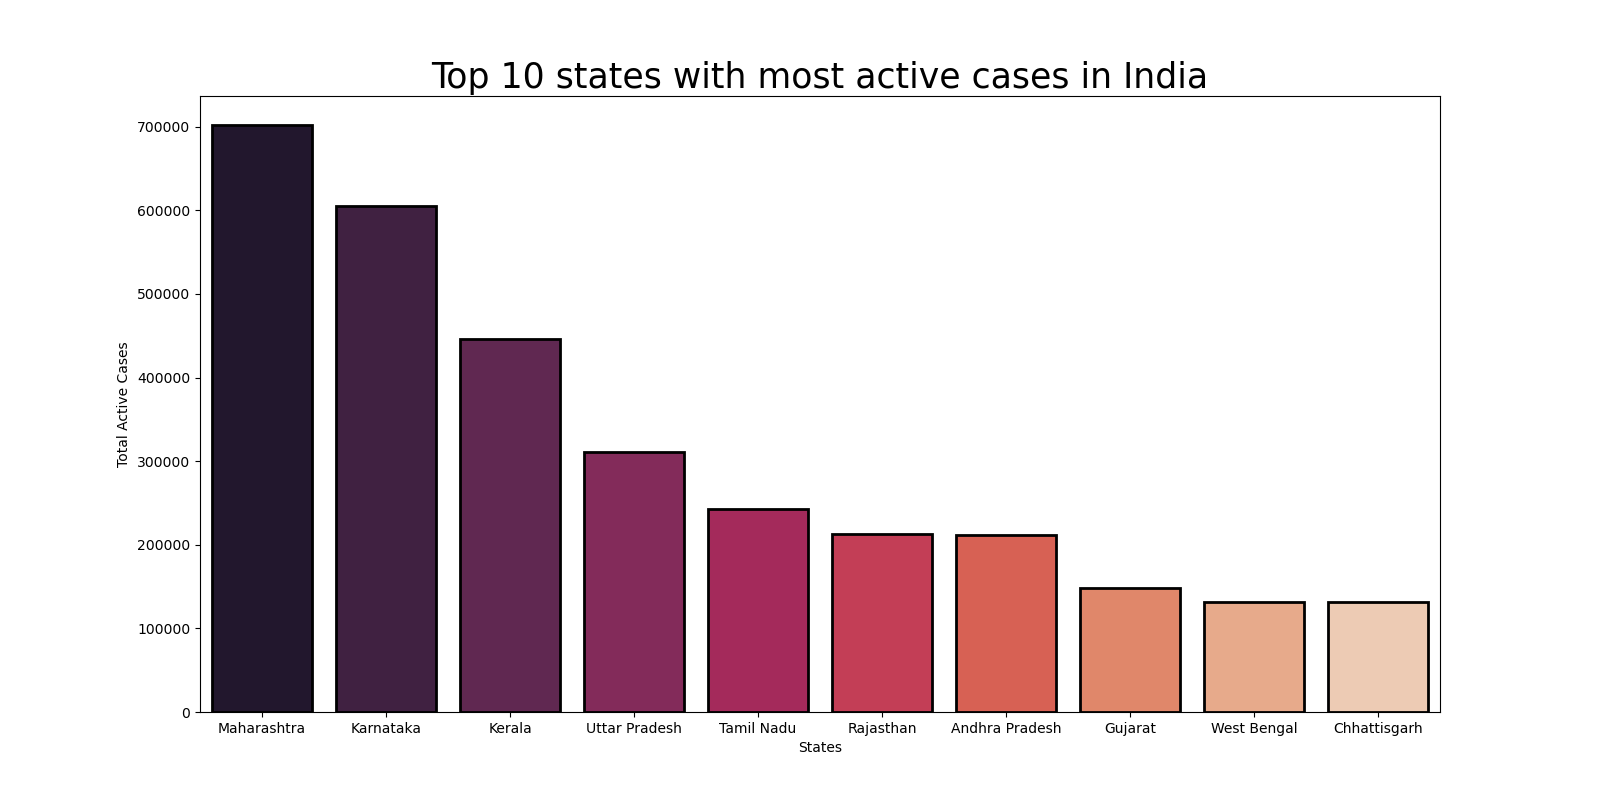 Top 10 states with most active cases in India
Total Active Cases
700000
600000
500000
400000
300000
200000
100000
0
Maharashtra Karnataka Kerala Uttar Pradesh Tamil Nadu Rajasthan Andhra Pradesh Gujarat West Bengal Chhattisgarh
States